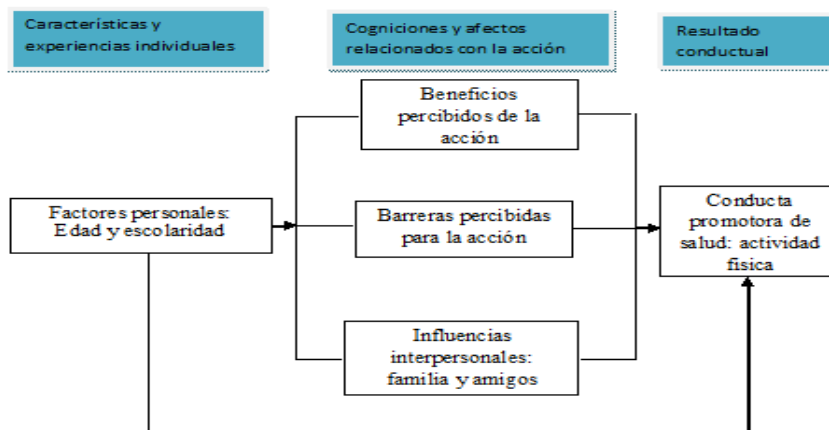 Características y
experiencias individuales
Cogniciones y afectos
relacionados con la acción
Resultado
conductual
Beneficios
percibidos de la
acción
Factores personales:
Edad y escolaridad
Barreras percibidas
para la acción
Conducta
promotora de
salud: actividad
fisica
Influencias
interpersonales:
familia y amigos